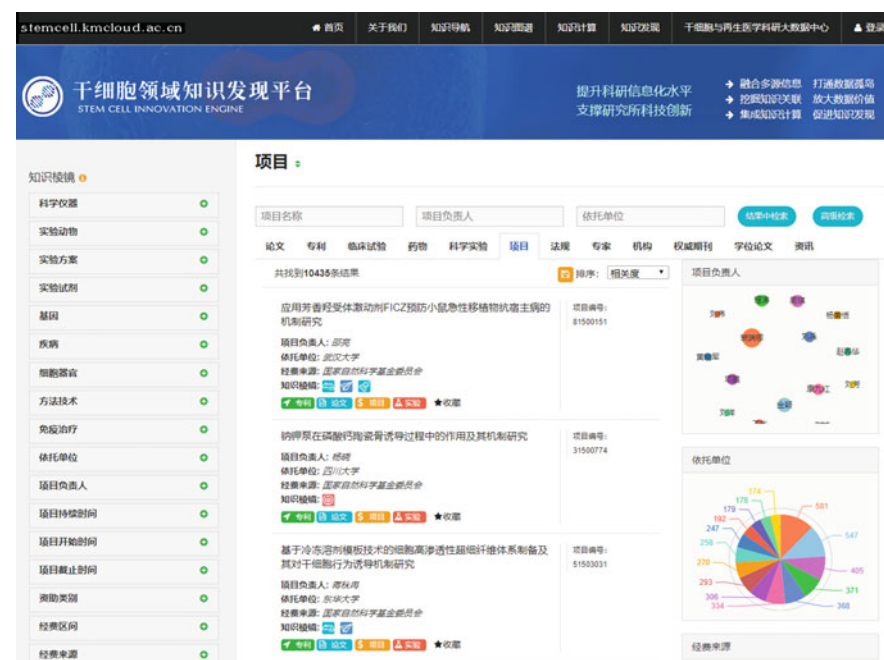 stemcell.kmcloud.ac.cn
首页 关于我们 知识导航 知识图谱 知识计算 知识发现 干细胞与再生医学科研大数据中心 登录
干细胞领域知识发现平台
STEM CELL INNOVATION ENGINE
提升科研信息化水平
支撑研究所科技创新
融合多源信息 打通数据孤岛
挖掘知识关联 放大数据价值
集成知识计算 促进知识发现
知识棱镜
科学仪器
实验动物
实验方案
实验试剂
基因
疾病
细胞器官
方法技术
免疫治疗
依托单位
项目负责人
项目持续时间
项目开始时间
项目截止时间
资助类别
经费区间
经费来源
项目
项目名称 项目负责人 依托单位 结果中检索 高级检索
论文 专利 临床试验 药物 科学实验 项目 法规 专家 机构 权威期刊 学位论文 资讯
共找到10435条结果 排序: 相关度
应用芳香烃受体激动剂FICZ预防小鼠急性移植物抗宿主病的
机制研究
项目编号:
81500151
项目负责人: 邵亮
依托单位: 武汉大学
经费来源: 国家自然科学基金委员会
知识棱镜:
专利 论文 项目 实验 ★收藏
钠钾泵在磷酸钙陶瓷骨诱导过程中的作用及其机制研究
项目编号:
31500774
项目负责人: 杨晓
依托单位: 四川大学
经费来源: 国家自然科学基金委员会
知识棱镜:
专利 论文 项目 实验 ★收藏
基于冷冻溶剂模板技术的细胞高渗透性超细纤维体系制备及
其对干细胞行为诱导机制研究
项目编号:
51503031
依托单位: 东华大学
经费来源: 国家自然科学基金委员会
知识棱镜:
专利 论文 项目 实验 ★收藏
项目负责人
依托单位
174
178
179
192
247
258
270
293
306
334
581
547
405
371
368
经费来源